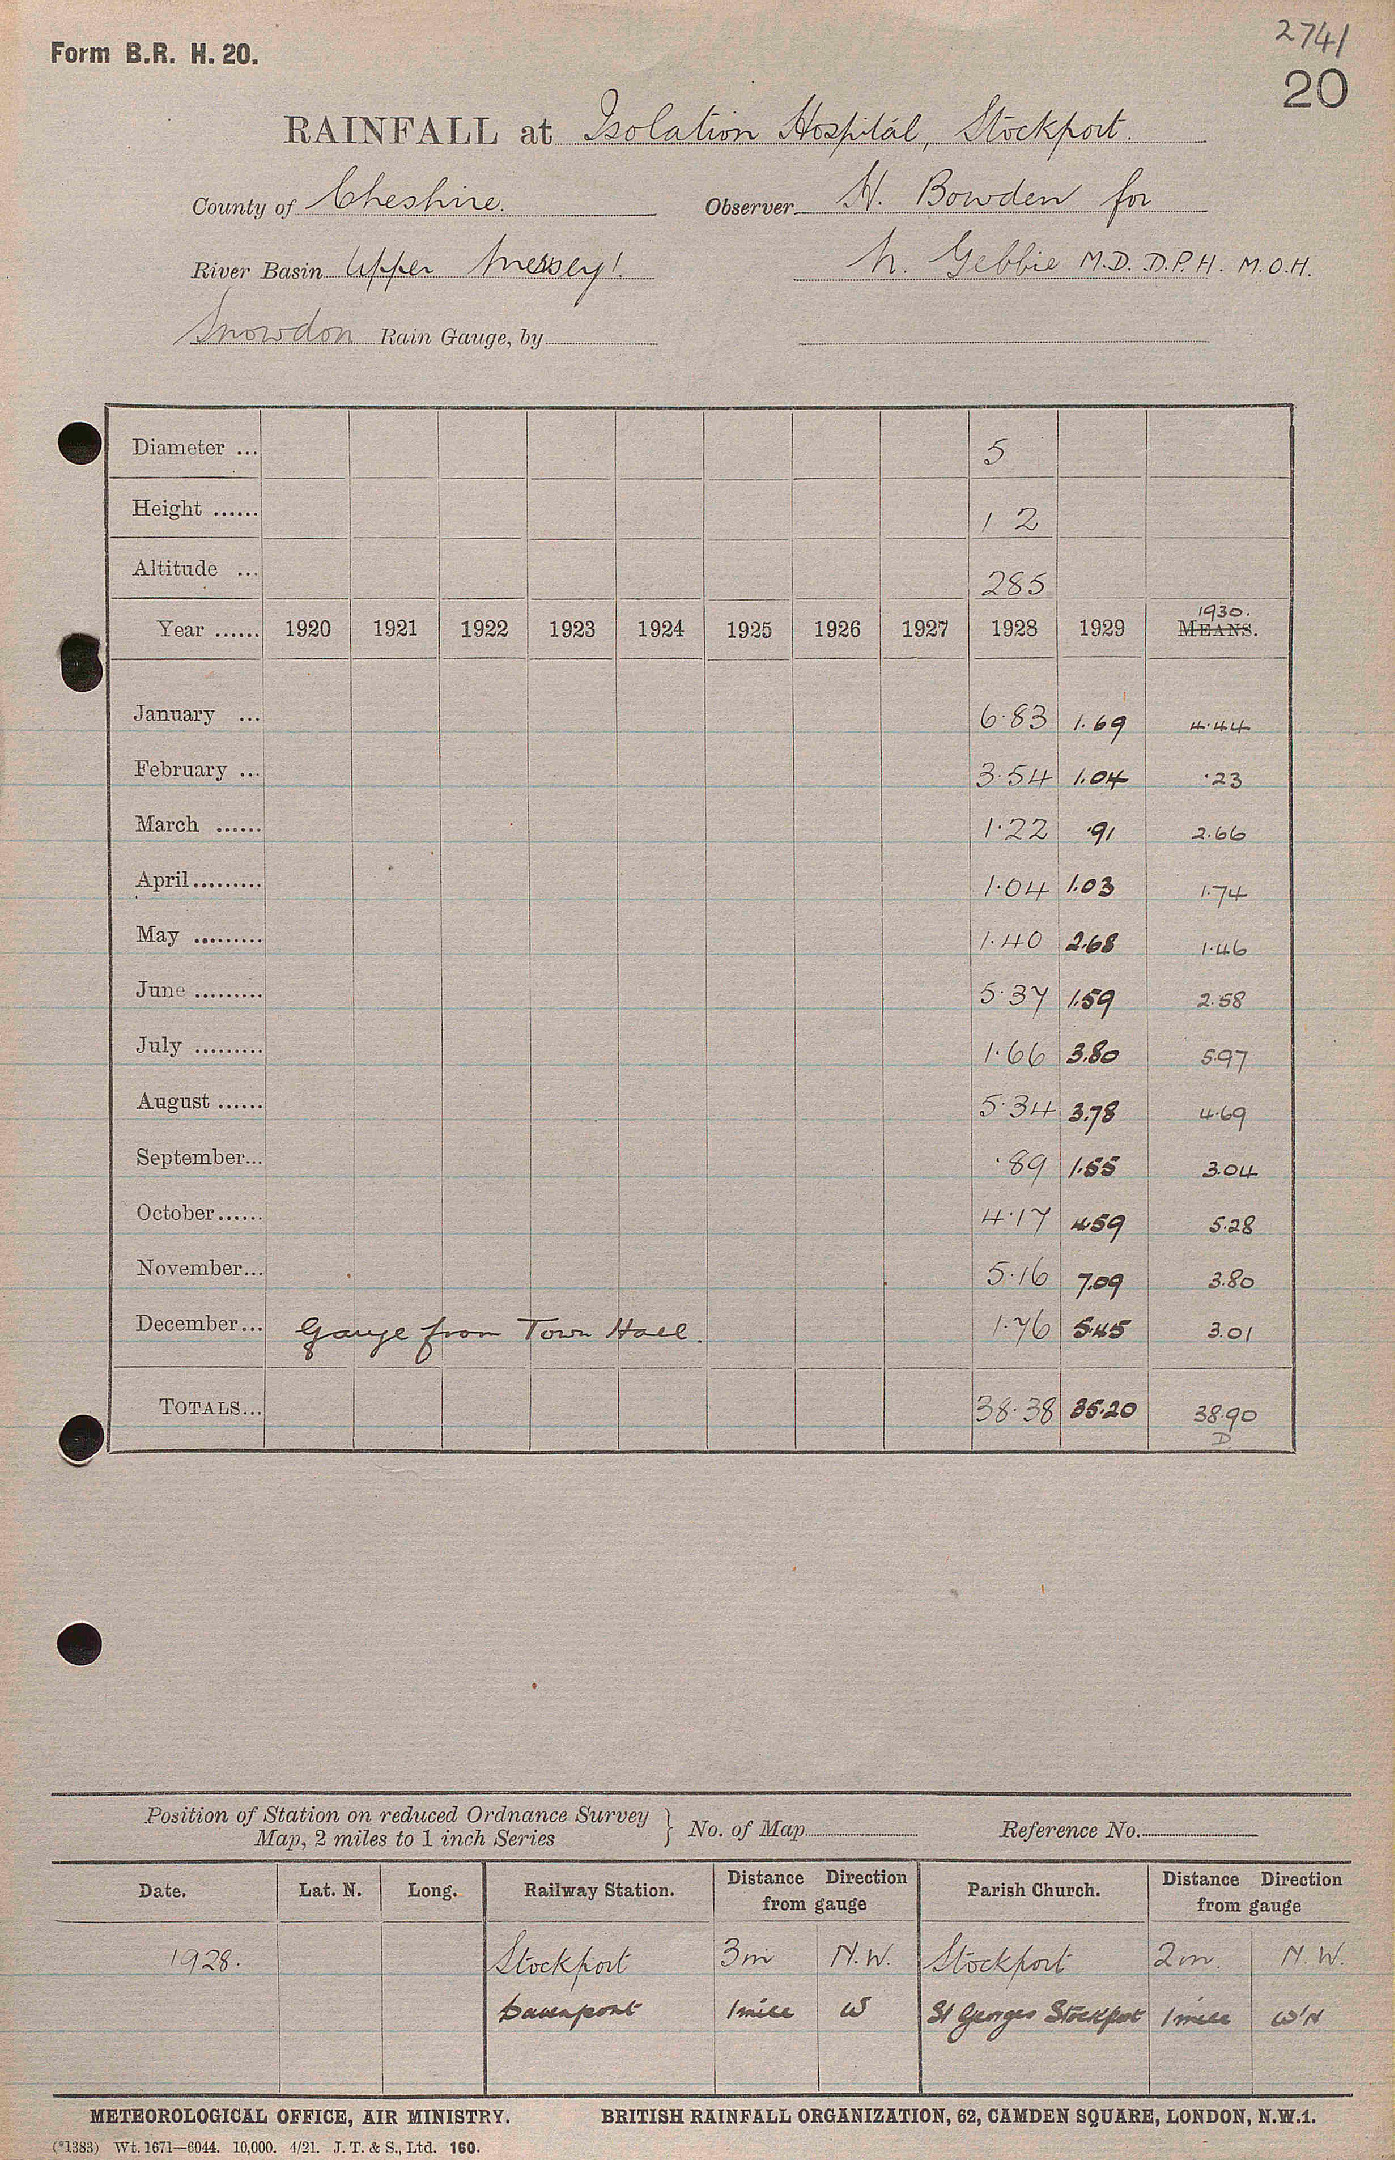 2741
Form B.R. H. 20.
20
RAINFALL at Isolation Hospital, Stockport.
County of Cheshire. Observer H. Bowden for
River Basin Upper Mersey! N. Gebbie M.D. D.P.H. M.O.H.
Snowdon Rain Gauge, by
Diameter ... 5
Height ...... 1 2
Altitude ... 285
1930.
Year ...... 1920 1921 1922 1923 1924 1925 1926 1927 1928 1929 MEANS.
January ... 6.83 1.69 4.44
February ... 3.54 1.04 .23
March ...... 1.22 .91 2.66
April......... 1.04 1.03 1.74
May ......... 1.40 2.68 1.46
June ......... 5.37 1.59 2.58
July ......... 1.66 3.80 5.97
August ...... 5.34 3.78 4.69
September... .89 1.55 3.04
October...... 4.17 4.59 5.28
November... 5.16 7.09 3.80
December... Gauge from Town Hall. 1.76 5.45 3.01
TOTALS... 38.38 35.20 38.90
D
Position of Station on reduced Ordnance Survey
Map, 2 miles to 1 inch Series } No. of Map Reference No.
Date. Lat. N. Long. Railway Station. Distance Direction from gauge Parish Church. Distance Direction from gauge
1928. Stockport 3m N.W. Stockport 2m. N.W.
Davenport 1 mile W St Georges Stockport 1 mile W'N
METEOROLOGICAL OFFICE, AIR MINISTRY. BRITISH RAINFALL ORGANIZATION, 62, CAMDEN SQUARE, LONDON, N.W.1.
(*1383) Wt. 1671—6044. 10,000. 4/21. J. T. & S., Ltd. 160.